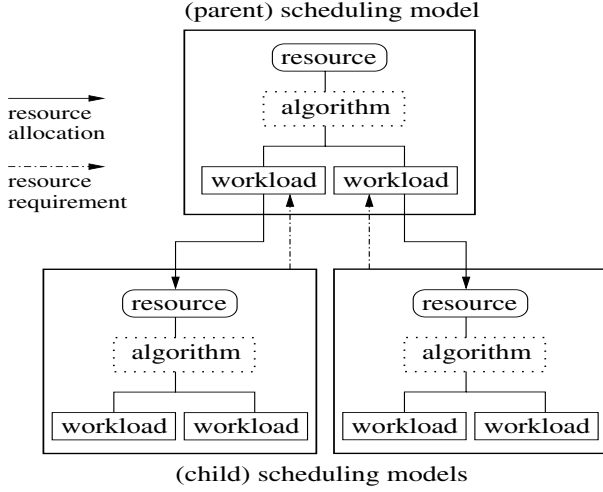 (parent) scheduling model
resource
algorithm
workload workload
resource
allocation
resource
requirement
resource
algorithm
workload workload
resource
algorithm
workload workload
(child) scheduling models